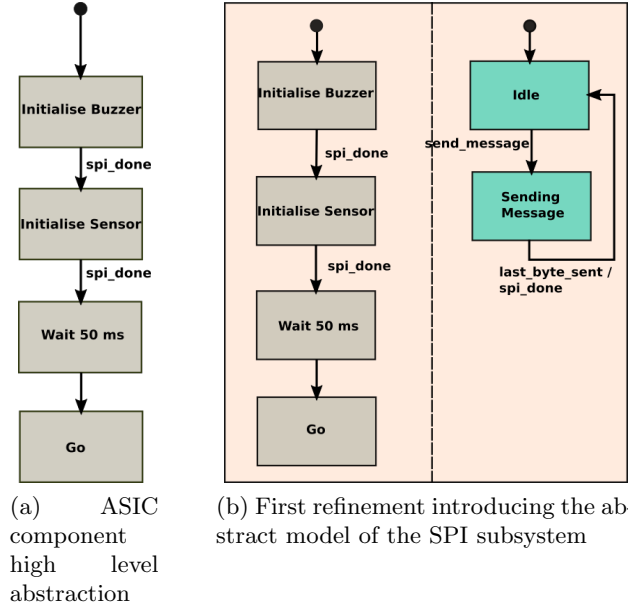 Initialise Buzzer
spi_done
Initialise Sensor
spi_done
Wait 50 ms
Go
(a) ASIC
component
high level
abstraction
Initialise Buzzer
spi_done
Initialise Sensor
spi_done
Wait 50 ms
Go
Idle
send_message
Sending
Message
last_byte_sent /
spi_done
(b) First refinement introducing the ab-
stract model of the SPI subsystem